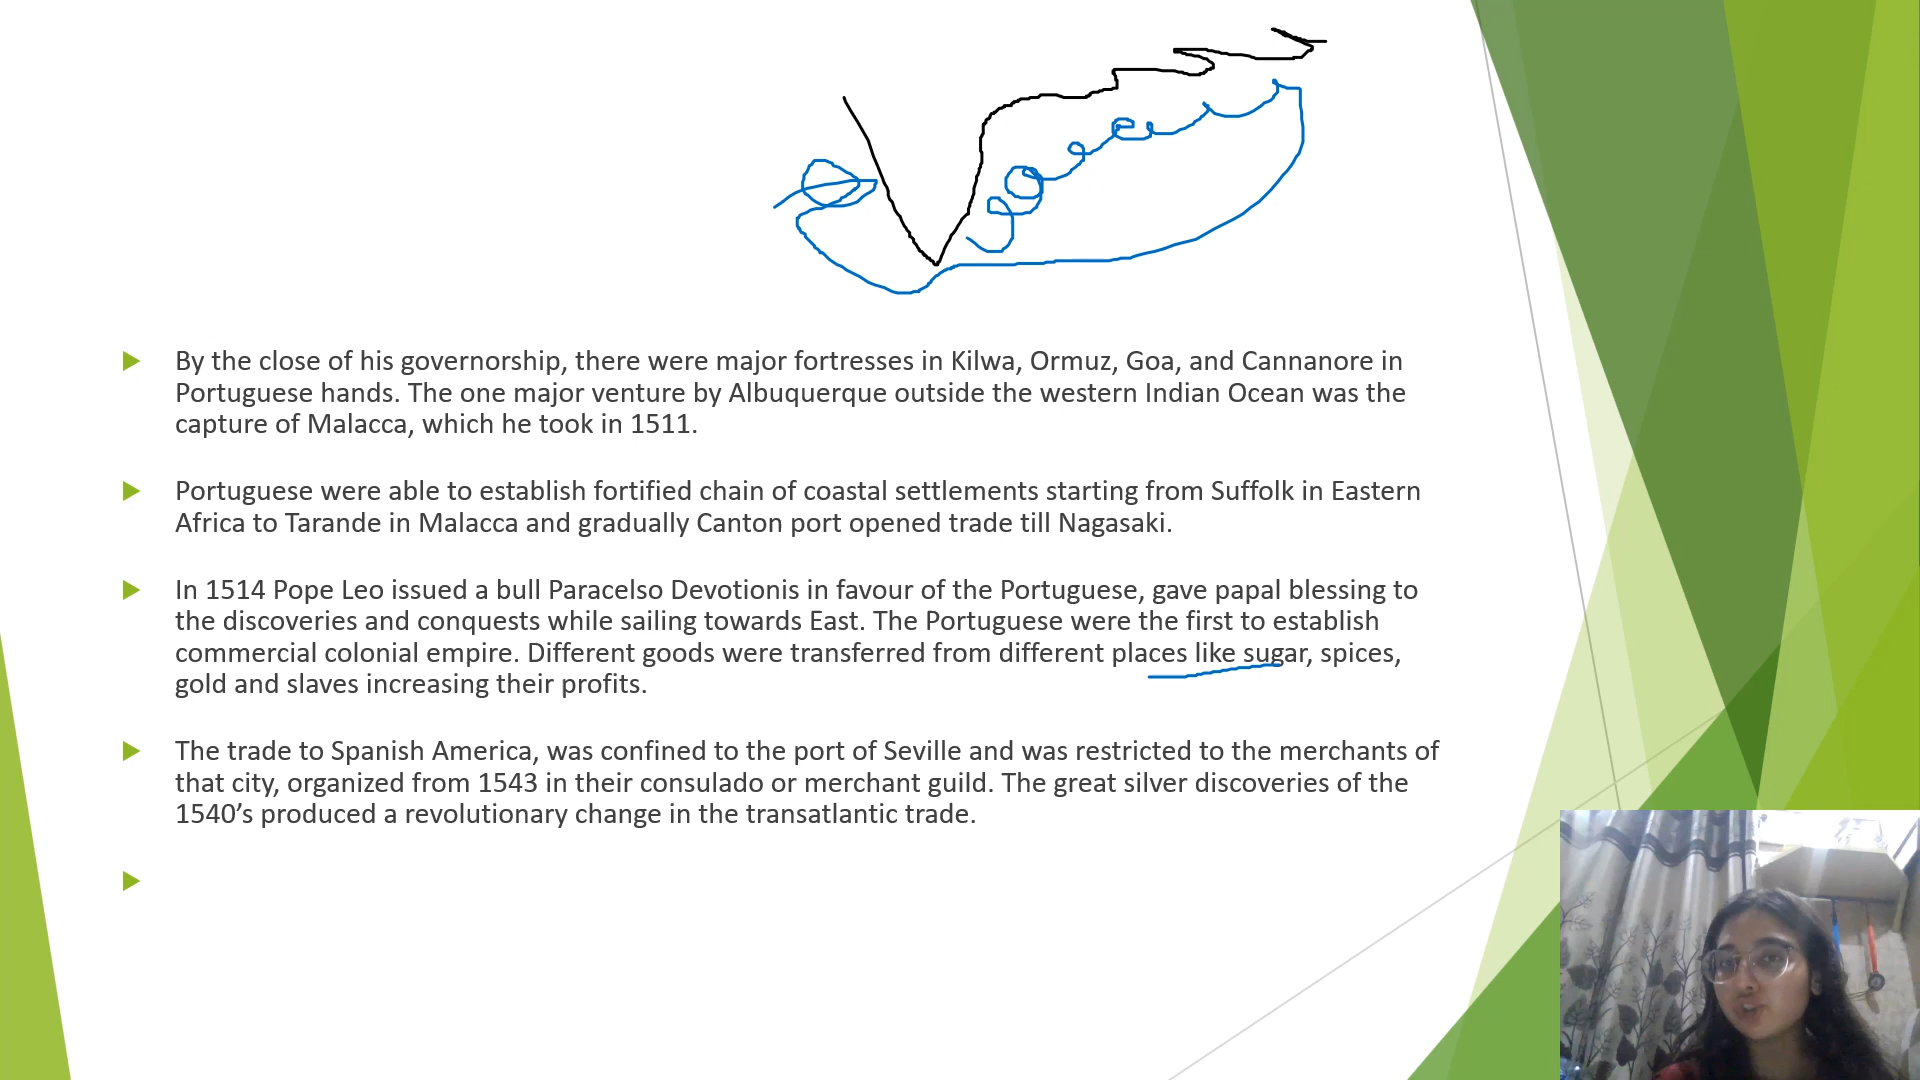 By the close of his governorship, there were major fortresses in Kilwa, Ormuz, Goa, and Cannanore in
Portuguese hands. The one major venture by Albuquerque outside the western Indian Ocean was the
capture of Malacca, which he took in 1511.
Portuguese were able to establish fortified chain of coastal settlements starting from Suffolk in Eastern
Africa to Tarande in Malacca and gradually Canton port opened trade till Nagasaki.
In 1514 Pope Leo issued a bull Paracelso Devotionis in favour of the Portuguese, gave papal blessing to
the discoveries and conquests while sailing towards East. The Portuguese were the first to establish
commercial colonial empire. Different goods were transferred from different places like sugar, spices,
gold and slaves increasing their profits.
The trade to Spanish America, was confined to the port of Seville and was restricted to the merchants of
that city, organized from 1543 in their consulado or merchant guild. The great silver discoveries of the
1540’s produced a revolutionary change in the transatlantic trade.